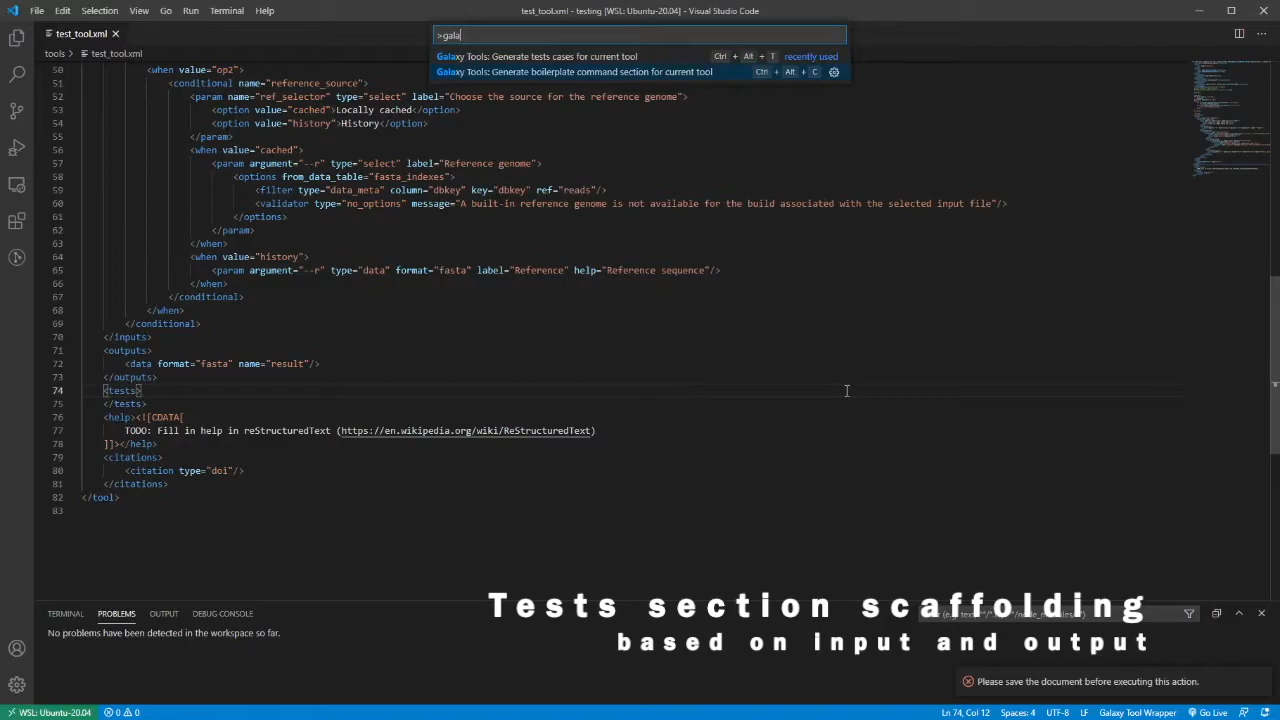 File Edit Selection View Go Run Terminal Help
test_tool.xml - testing [WSL: Ubuntu-20.04] - Visual Studio Code
>gala
Galaxy Tools: Generate tests cases for current tool Ctrl + Alt + T recently used
Galaxy Tools: Generate boilerplate command section for current tool Ctrl + Alt + C
test_tool.xml
tools > test_tool.xml
50 <when value="op2">
51 <conditional name="reference_source">
52 <param name="ref_selector" type="select" label="Choose the source for the reference genome">
53 <option value="cached">Locally cached</option>
54 <option value="history">History</option>
55 </param>
56 <when value="cached">
57 <param argument="--r" type="select" label="Reference genome">
58 <options from_data_table="fasta_indexes">
59 <filter type="data_meta" column="dbkey" key="dbkey" ref="reads"/>
60 <validator type="no_options" message="A built-in reference genome is not available for the build associated with the selected input file"/>
61 </options>
62 </param>
63 </when>
64 <when value="history">
65 <param argument="--r" type="data" format="fasta" label="Reference" help="Reference sequence"/>
66 </when>
67 </conditional>
68 </when>
69 </conditional>
70 </inputs>
71 <outputs>
72 <data format="fasta" name="result"/>
73 </outputs>
74 <tests>
75 </tests>
76 <help><![CDATA[
77 TODO: Fill in help in reStructuredText (https://en.wikipedia.org/wiki/ReStructuredText)
78 ]]></help>
79 <citations>
80 <citation type="doi"/>
81 </citations>
82 </tool>
83
TERMINAL PROBLEMS OUTPUT DEBUG CONSOLE
No problems have been detected in the workspace so far.
Tests section scaffolding
based on input and output
Please save the document before executing this action.
WSL: Ubuntu-20.04 0 0 Ln 74, Col 12 Spaces: 4 UTF-8 LF Galaxy Tool Wrapper Go Live